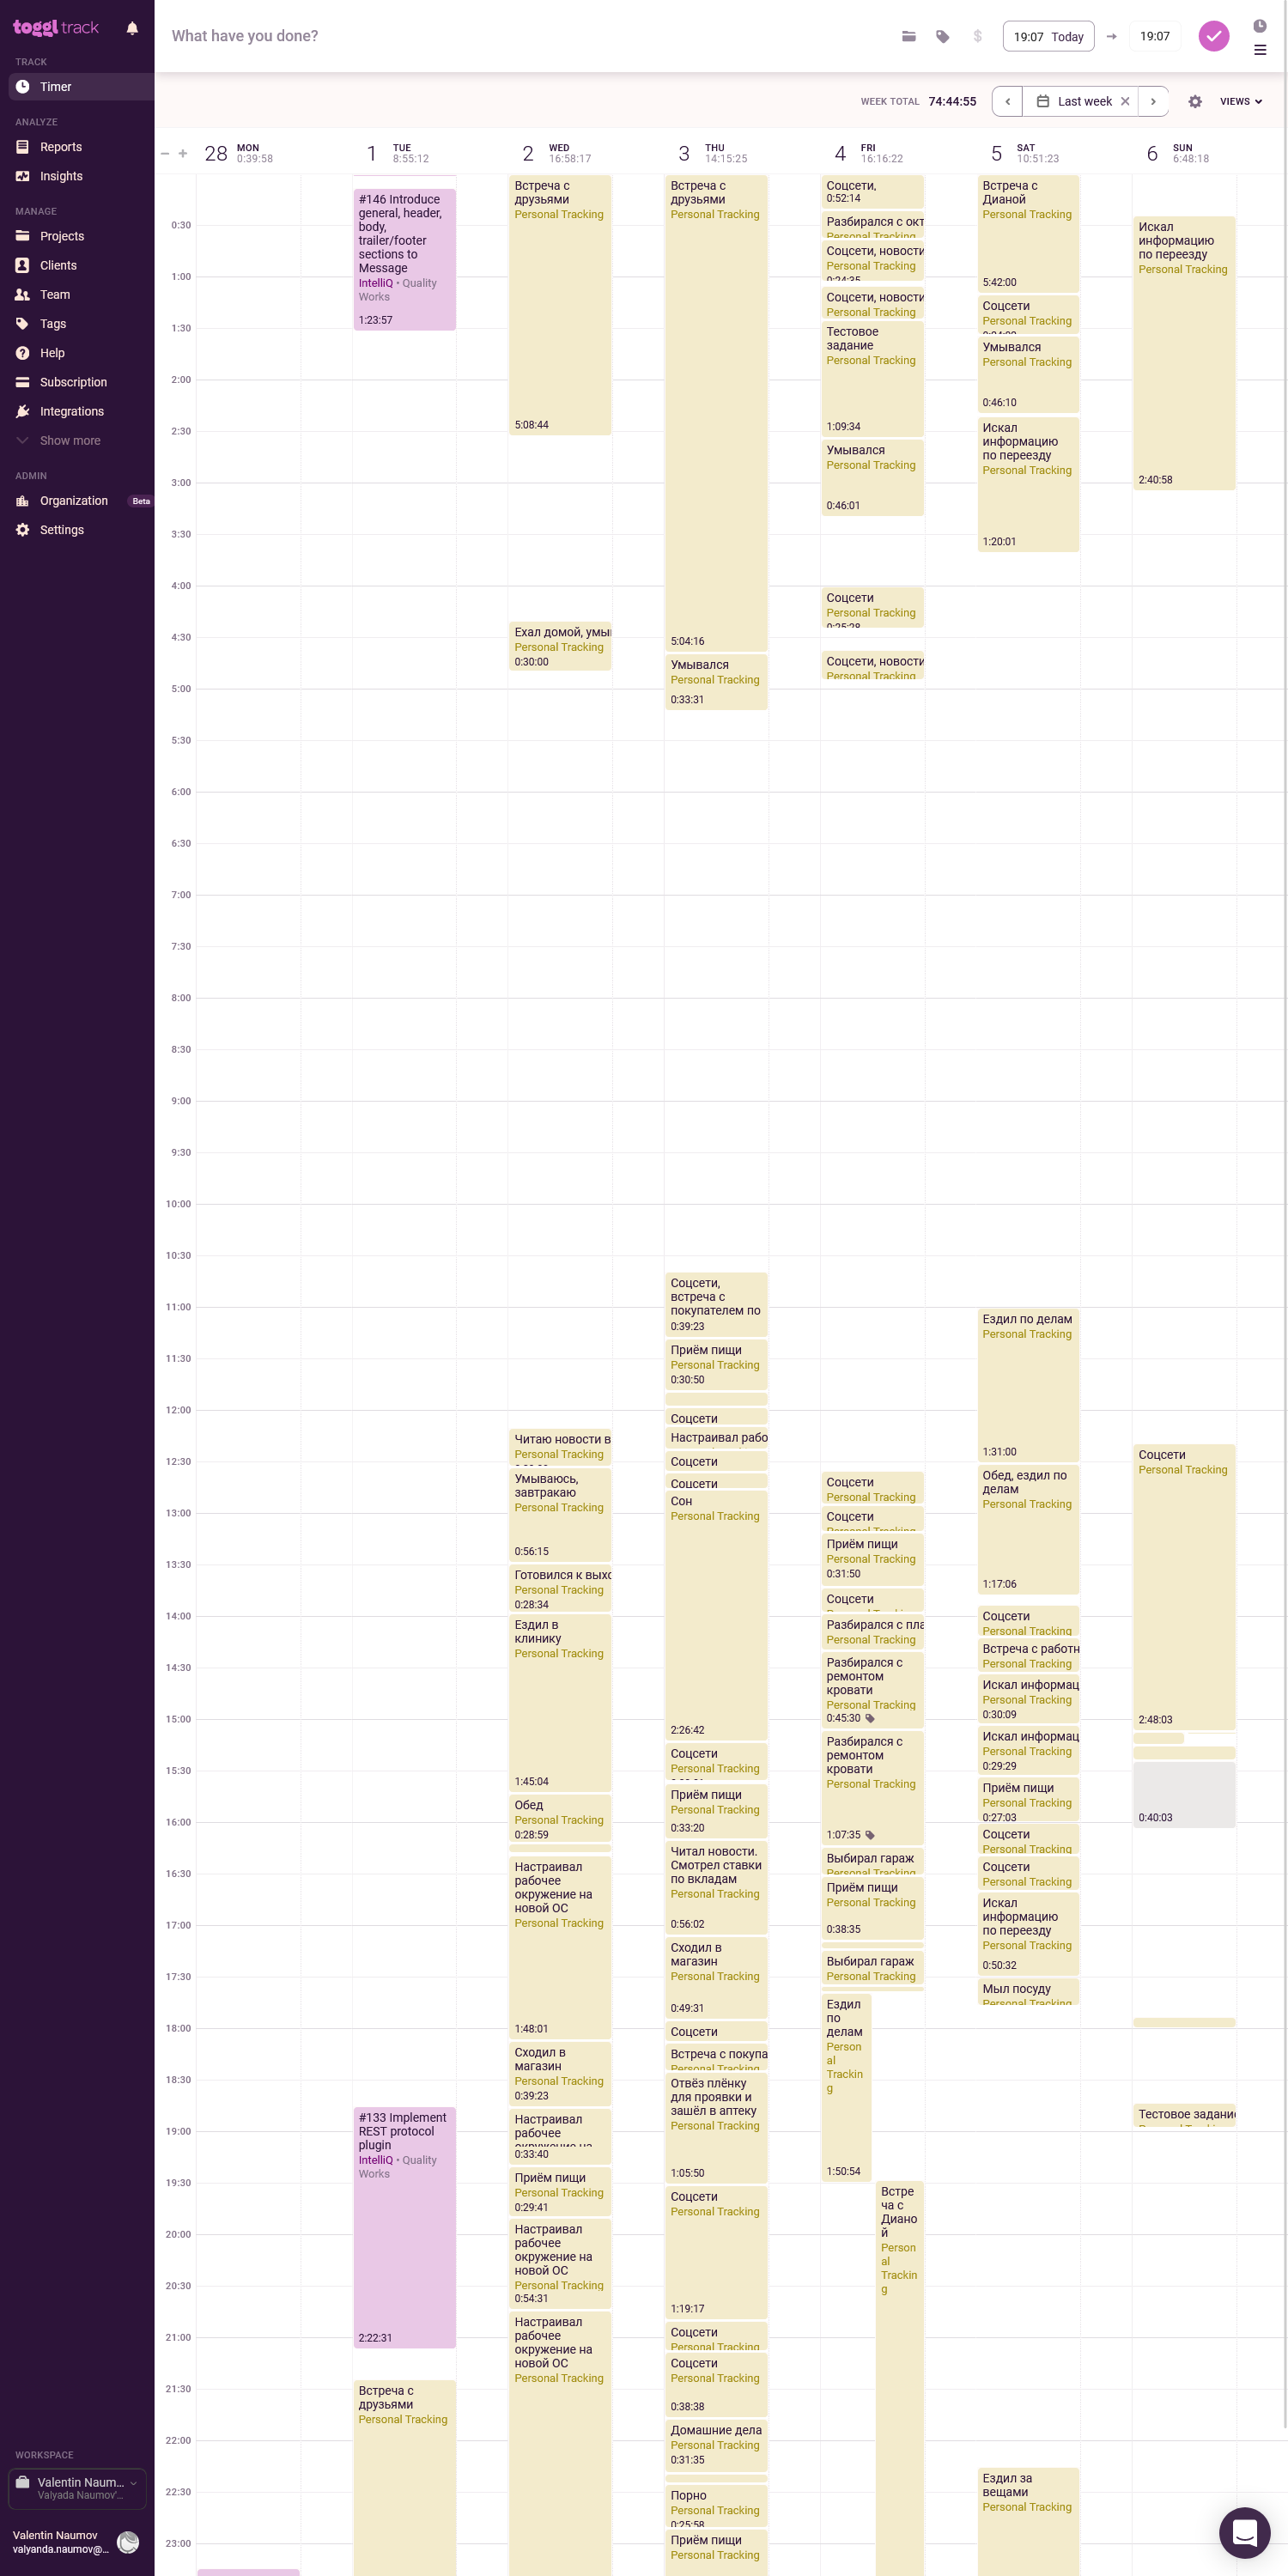 toggl track
TRACK
Timer
ANALYZE
Reports
Insights
MANAGE
Projects
Clients
Team
Tags
Help
Subscription
Integrations
Show more
ADMIN
Organization Beta
Settings
WORKSPACE
Valentin Naum...
Valyada Naumov'...
Valentin Naumov
valyanda.naumov@...
What have you done?
$
19:07 Today
19:07
WEEK TOTAL 74:44:55
Last week
VIEWS
28 MON
0:39:58
1 TUE
8:55:12
2 WED
16:58:17
3 THU
14:15:25
4 FRI
16:16:22
5 SAT
10:51:23
6 SUN
6:48:18
0:30
1:00
1:30
2:00
2:30
3:00
3:30
4:00
4:30
5:00
5:30
6:00
6:30
7:00
7:30
8:00
8:30
9:00
9:30
10:00
10:30
11:00
11:30
12:00
12:30
13:00
13:30
14:00
14:30
15:00
15:30
16:00
16:30
17:00
17:30
18:00
18:30
19:00
19:30
20:00
20:30
21:00
21:30
22:00
22:30
23:00
#146 Introduce
general, header,
body,
trailer/footer
sections to
Message
IntelliQ • Quality
Works
1:23:57
#133 Implement
REST protocol
plugin
IntelliQ • Quality
Works
2:22:31
Встреча с
друзьями
Personal Tracking
Встреча с
друзьями
Personal Tracking
5:08:44
Ехал домой, умы
Personal Tracking
0:30:00
Читаю новости в
Personal Tracking
Умываюсь,
завтракаю
Personal Tracking
0:56:15
Готовился к выхо
Personal Tracking
0:28:34
Ездил в
клинику
Personal Tracking
1:45:04
Обед
Personal Tracking
0:28:59
Настраивал
рабочее
окружение на
новой ОС
Personal Tracking
1:48:01
Сходил в
магазин
Personal Tracking
0:39:23
Настраивал
рабочее
окружение на
0:33:40
Приём пищи
Personal Tracking
0:29:41
Настраивал
рабочее
окружение на
новой ОС
Personal Tracking
0:54:31
Настраивал
рабочее
окружение на
новой ОС
Personal Tracking
Встреча с
друзьями
Personal Tracking
5:04:16
Умывался
Personal Tracking
0:33:31
Соцсети,
встреча с
покупателем по
0:39:23
Приём пищи
Personal Tracking
0:30:50
Соцсети
Настраивал рабо
Соцсети
Соцсети
Сон
Personal Tracking
2:26:42
Соцсети
Personal Tracking
Приём пищи
Personal Tracking
0:33:20
Читал новости.
Смотрел ставки
по вкладам
Personal Tracking
0:56:02
Сходил в
магазин
Personal Tracking
0:49:31
Соцсети
Встреча с покупа
Personal Tracking
Отвёз плёнку
для проявки и
зашёл в аптеку
Personal Tracking
1:05:50
Соцсети
Personal Tracking
1:19:17
Соцсети
Personal Tracking
Соцсети
Personal Tracking
0:38:38
Домашние дела
Personal Tracking
0:31:35
Порно
Personal Tracking
0:25:58
Приём пищи
Personal Tracking
Соцсети,
0:52:14
Разбирался с окт
Personal Tracking
Соцсети, новости
Personal Tracking
0:24:35
Соцсети, новости
Personal Tracking
Тестовое
задание
Personal Tracking
1:09:34
Умывался
Personal Tracking
0:46:01
Соцсети
Personal Tracking
0:25:28
Соцсети, новости
Personal Tracking
Соцсети
Personal Tracking
Соцсети
Personal Tracking
Приём пищи
Personal Tracking
0:31:50
Соцсети
Разбирался с пла
Personal Tracking
Разбирался с
ремонтом
кровати
Personal Tracking
0:45:30
Разбирался с
ремонтом
кровати
Personal Tracking
1:07:35
Выбирал гараж
Personal Tracking
Приём пищи
Personal Tracking
0:38:35
Выбирал гараж
Personal Tracking
Ездил
по
делам
Person
al
Trackin
g
1:50:54
Встре
ча с
Диано
й
Person
al
Trackin
g
Встреча с
Дианой
Personal Tracking
5:42:00
Соцсети
Personal Tracking
Умывался
Personal Tracking
0:46:10
Искал
информацию
по переезду
Personal Tracking
1:20:01
Ездил по делам
Personal Tracking
1:31:00
Обед, ездил по
делам
Personal Tracking
1:17:06
Соцсети
Personal Tracking
Встреча с работн
Personal Tracking
Искал информац
Personal Tracking
0:30:09
Искал информац
Personal Tracking
0:29:29
Приём пищи
Personal Tracking
0:27:03
Соцсети
Personal Tracking
Соцсети
Personal Tracking
Искал
информацию
по переезду
Personal Tracking
0:50:32
Мыл посуду
Personal Tracking
Ездил за
вещами
Personal Tracking
Искал
информацию
по переезду
Personal Tracking
2:40:58
Соцсети
Personal Tracking
2:48:03
0:40:03
Тестовое задание